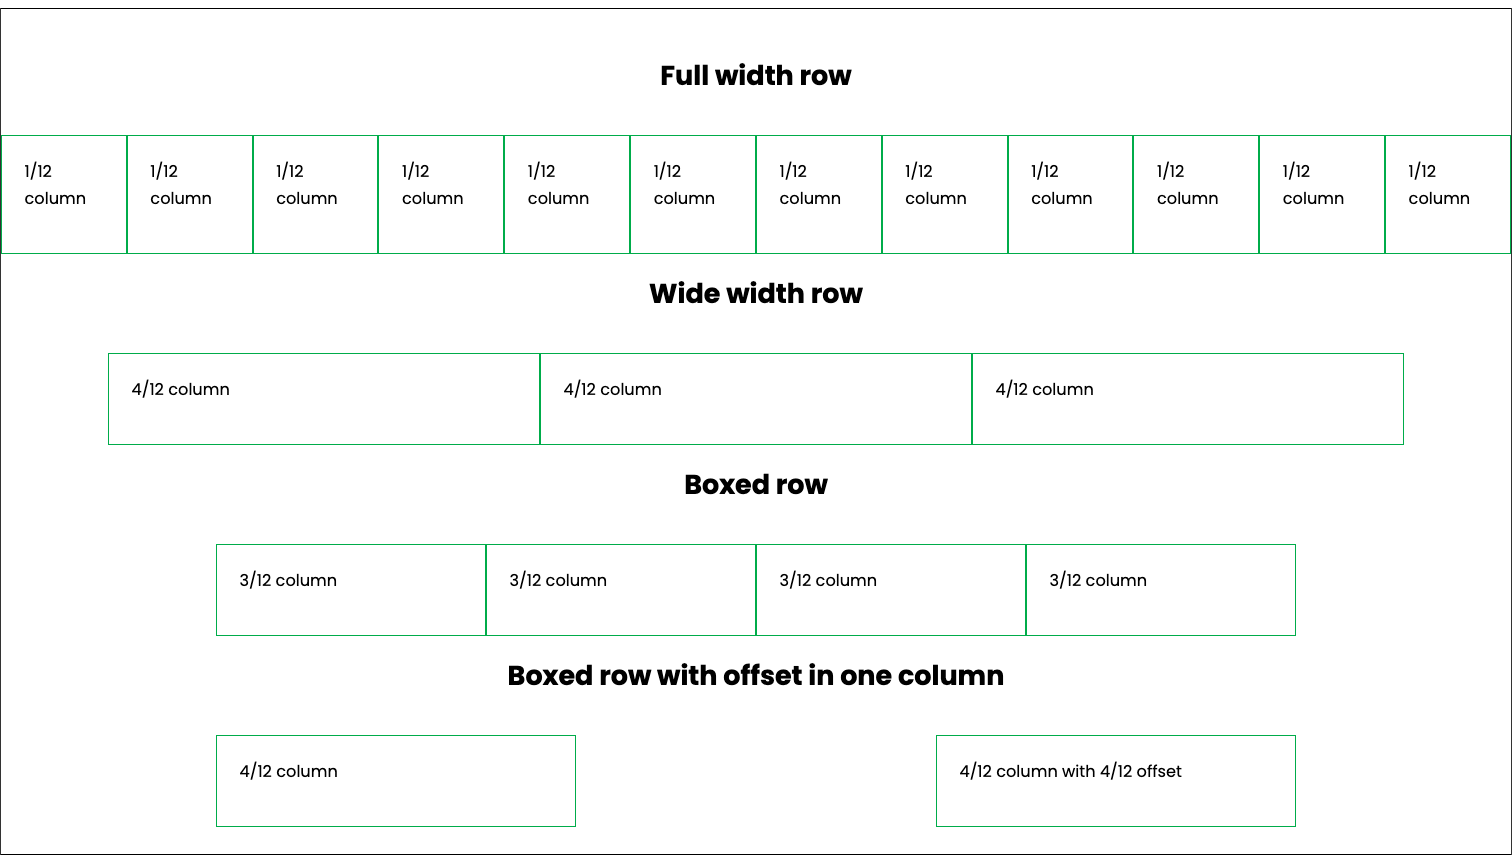 Full width row
1/12 1/12 1/12 1/12 1/12 1/12 1/12 1/12 1/12 1/12 1/12 1/12
column column column column column column column column column column column column
Wide width row
4/12 column 4/12 column 4/12 column
Boxed row
3/12 column 3/12 column 3/12 column 3/12 column
Boxed row with offset in one column
4/12 column 4/12 column with 4/12 offset